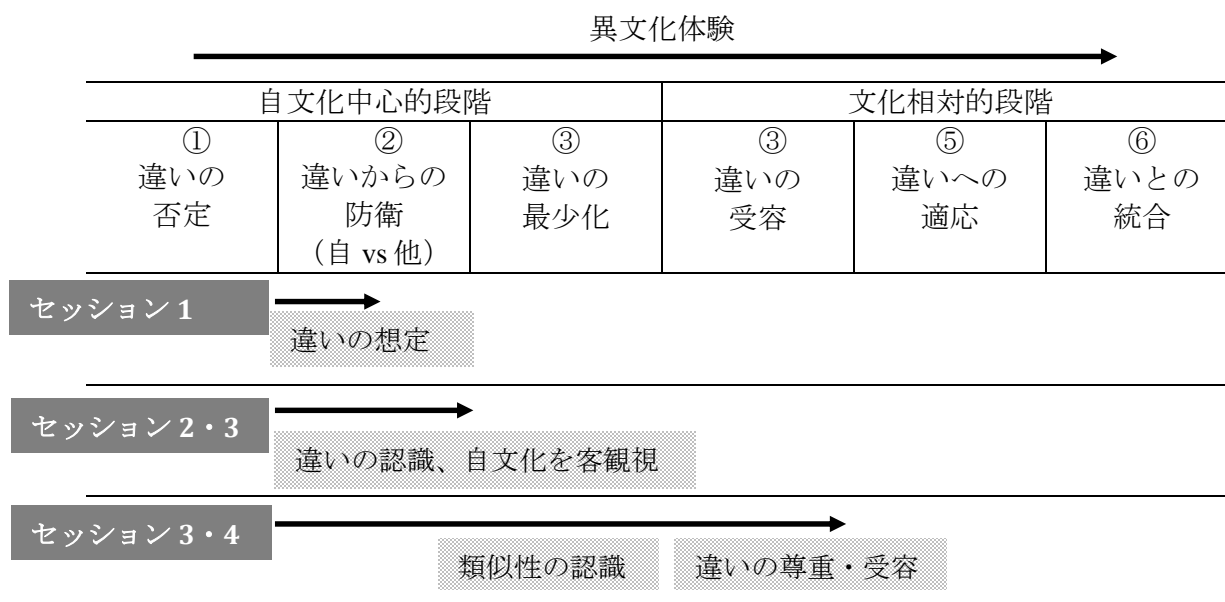 異文化体験
自文化中心的段階
文化相対的段階
①
違いの
否定
②
違いからの
防衛
（自 vs 他）
③
違いの
最少化
③
違いの
受容
⑤
違いへの
適応
⑥
違いとの
統合
セッション 1
違いの想定
セッション 2・3
違いの認識、自文化を客観視
セッション 3・4
類似性の認識
違いの尊重・受容